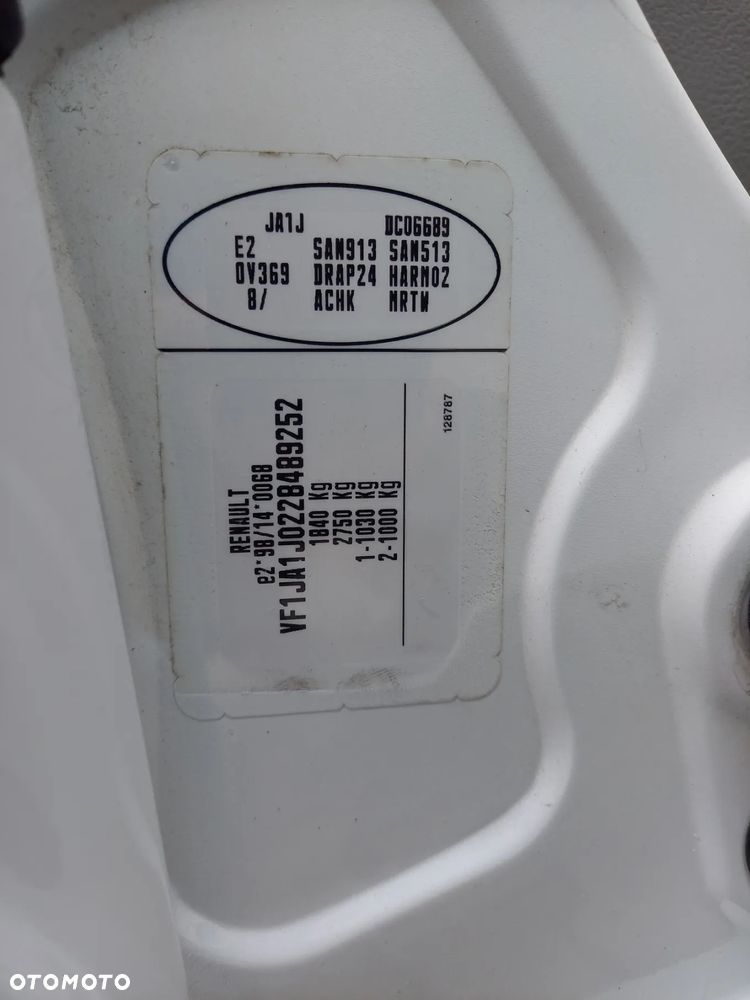 JA1J DC06689
E2 SAN913 SAN513
OV369 DRAP24 HARM02
8/ ACHK MRTW
RENAULT
e2*98/14*0068
VF1JA1J0228489252
1840 Kg
2750 Kg
1-1030 Kg
2-1000 Kg
128787
OTOMOTO